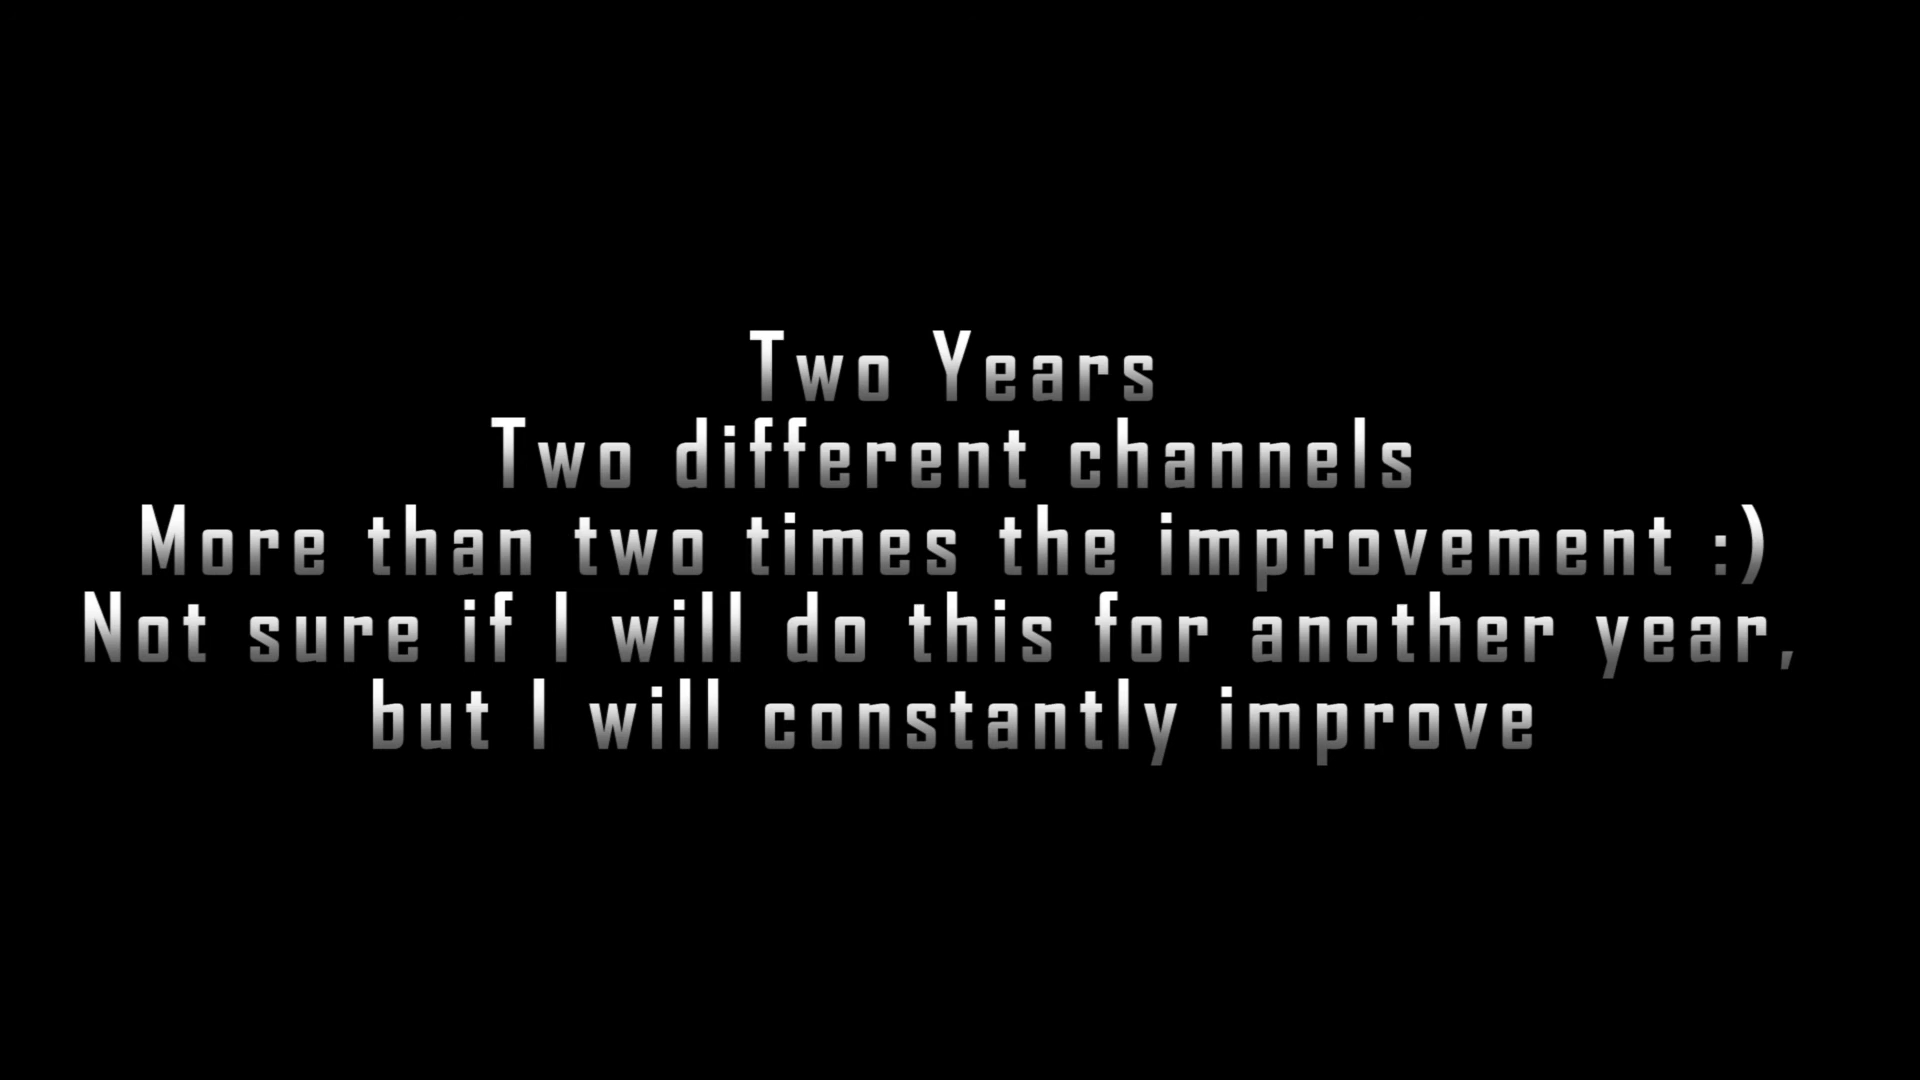 Two Years
Two different channels
More than two times the improvement :)
Not sure if I will do this for another year,
but I will constantly improve